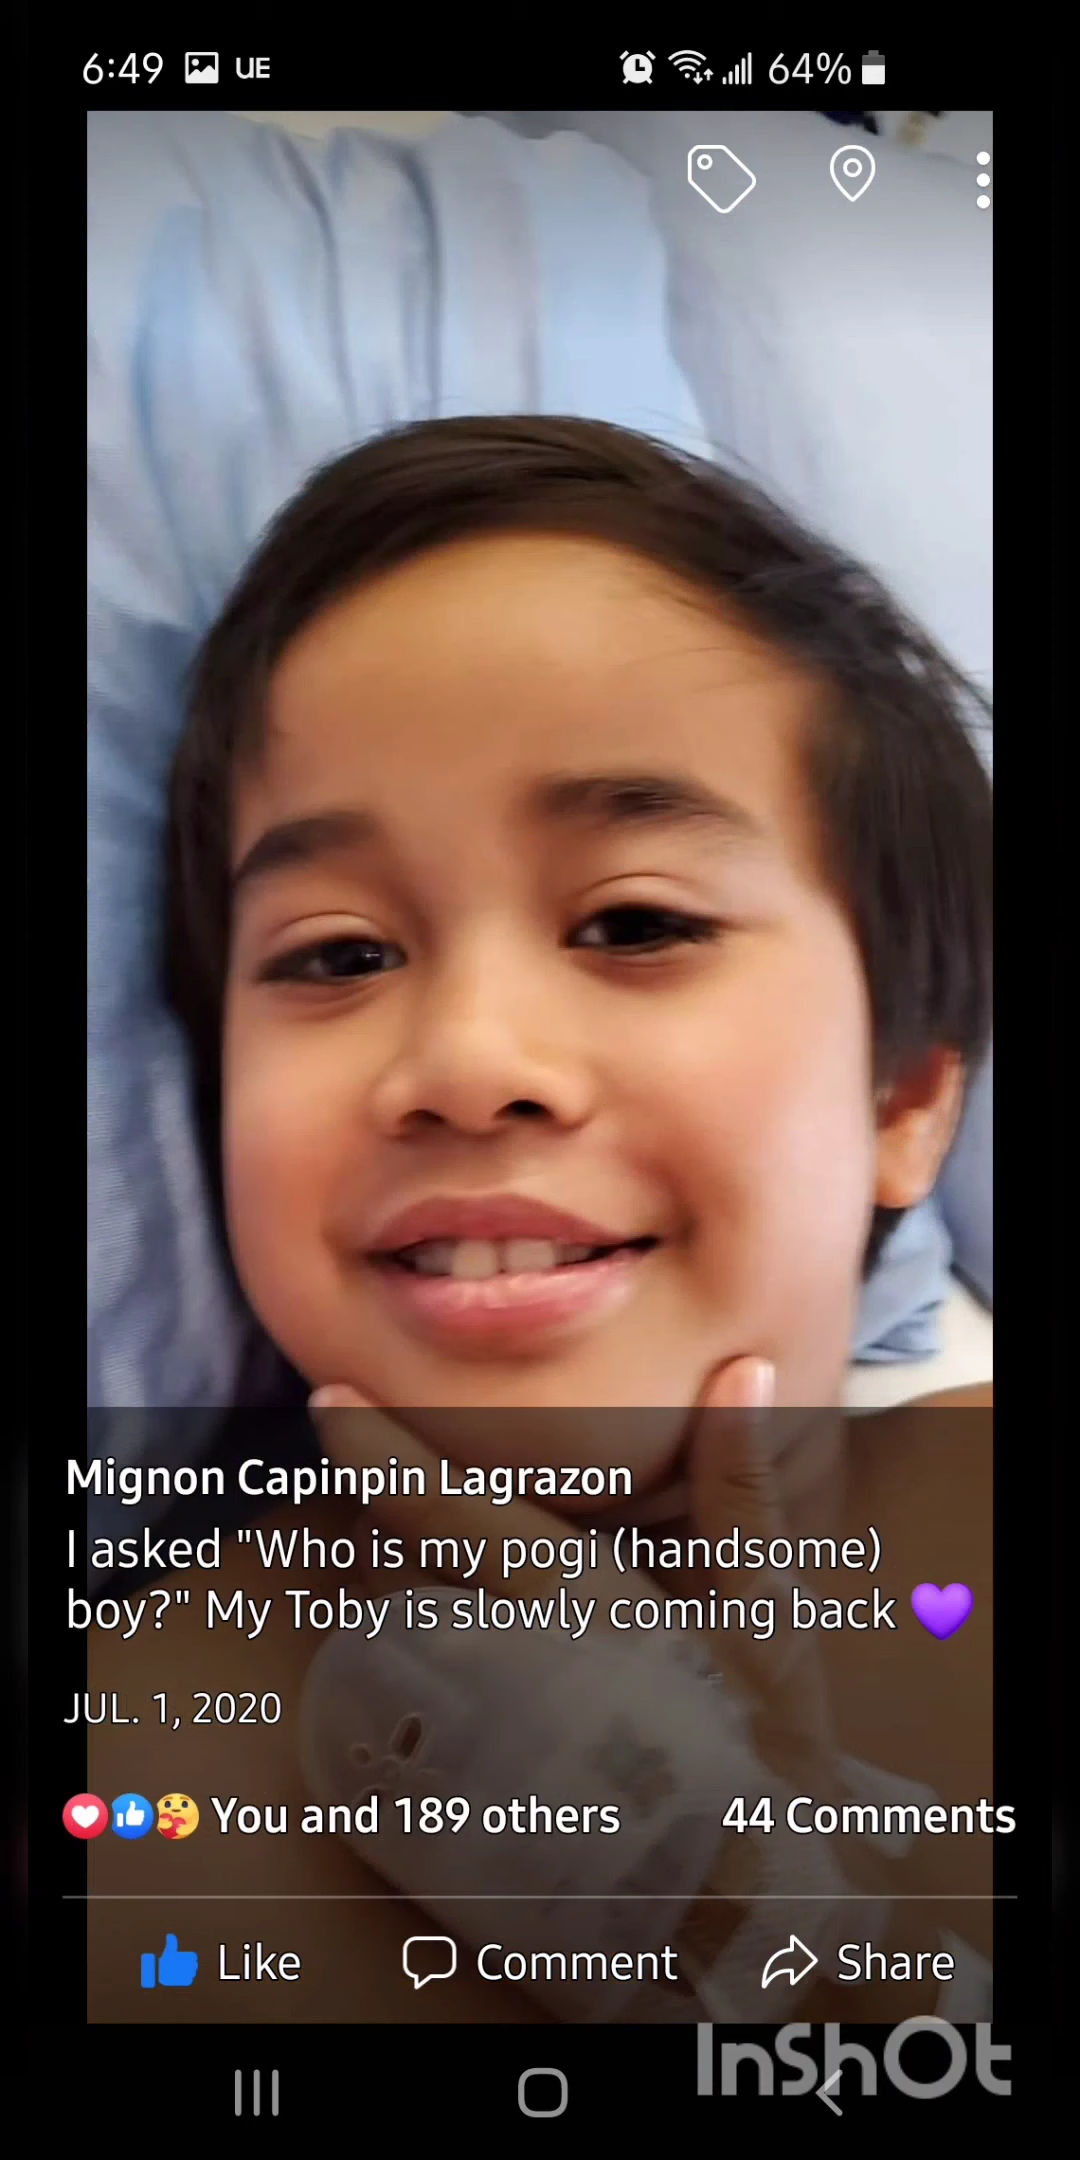 6:49 UE 64%
Mignon Capinpin Lagrazon
I asked "Who is my pogi (handsome)
boy?" My Toby is slowly coming back 💜
JUL. 1, 2020
You and 189 others 44 Comments
Like Comment Share
InShOt